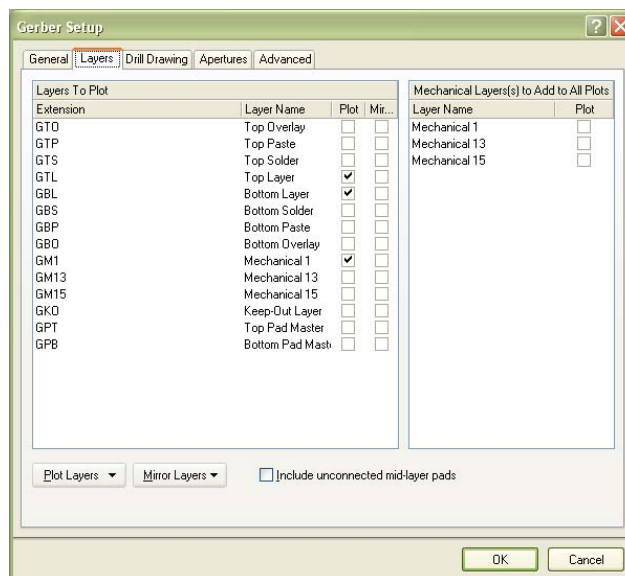 Gerber Setup
General Layers Drill Drawing Apertures Advanced
Layers To Plot
Extension Layer Name Plot Mir...
GTO Top Overlay
GTP Top Paste
GTS Top Solder
GTL Top Layer
GBL Bottom Layer
GBS Bottom Solder
GBP Bottom Paste
GBO Bottom Overlay
GM1 Mechanical 1
GM13 Mechanical 13
GM15 Mechanical 15
GKO Keep-Out Layer
GPT Top Pad Master
GPB Bottom Pad Mast
Mechanical Layers(s) to Add to All Plots
Layer Name Plot
Mechanical 1
Mechanical 13
Mechanical 15
Plot Layers Mirror Layers Include unconnected mid-layer pads
OK Cancel